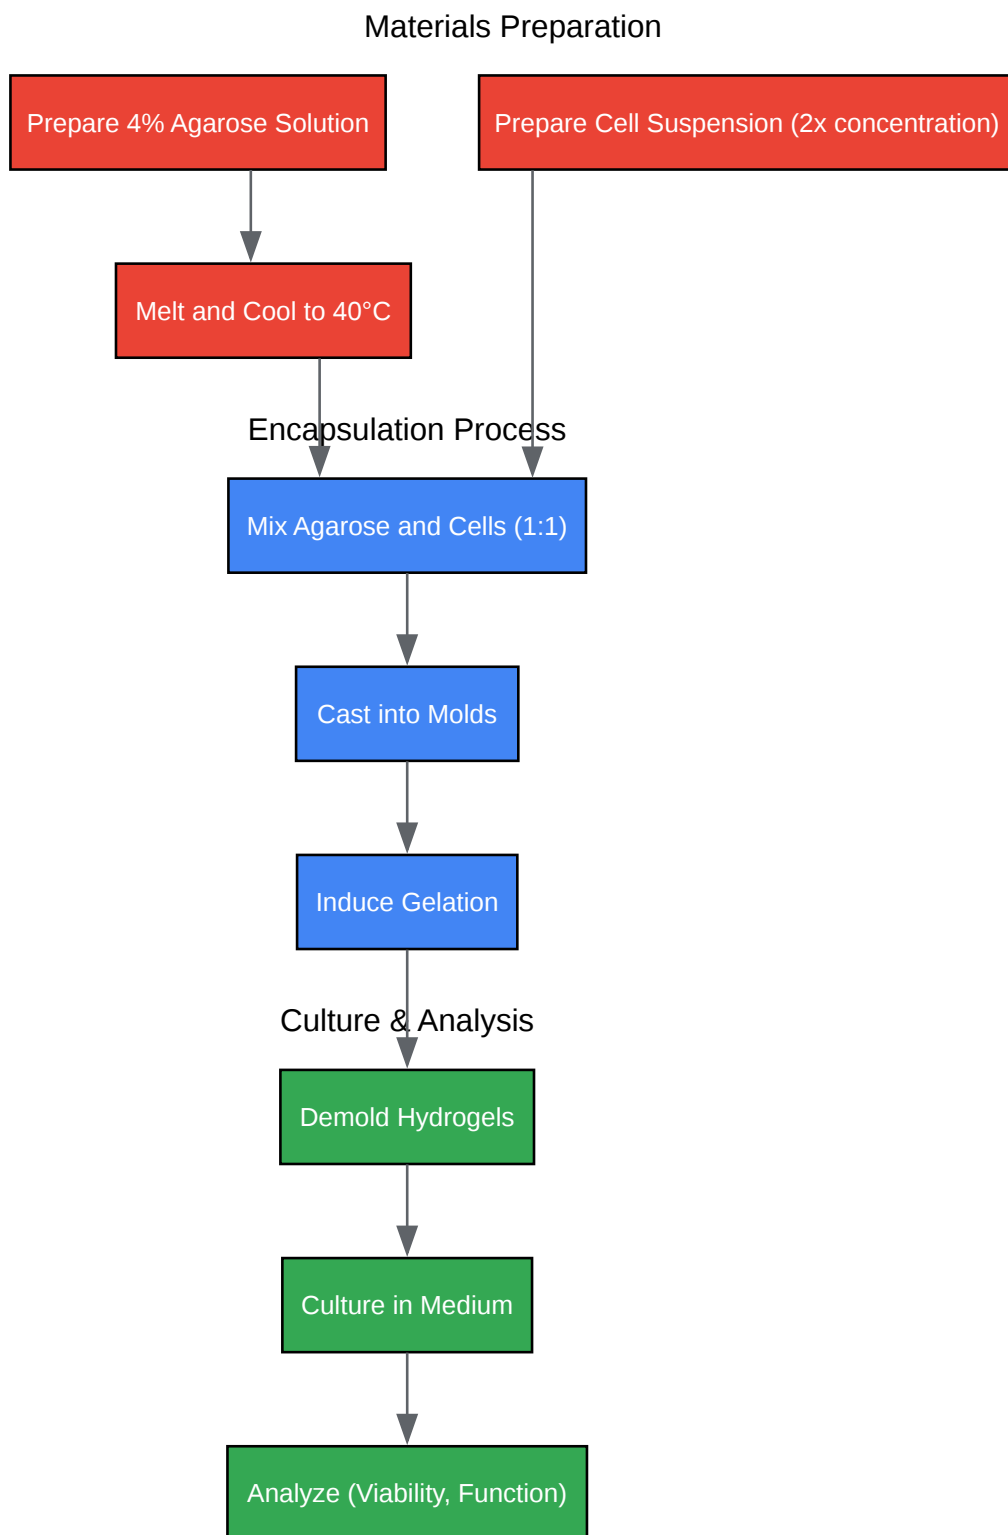 Materials Preparation
Prepare 4% Agarose Solution
Prepare Cell Suspension (2x concentration)
Melt and Cool to 40°C
Encapsulation Process
Mix Agarose and Cells (1:1)
Cast into Molds
Induce Gelation
Culture & Analysis
Demold Hydrogels
Culture in Medium
Analyze (Viability, Function)